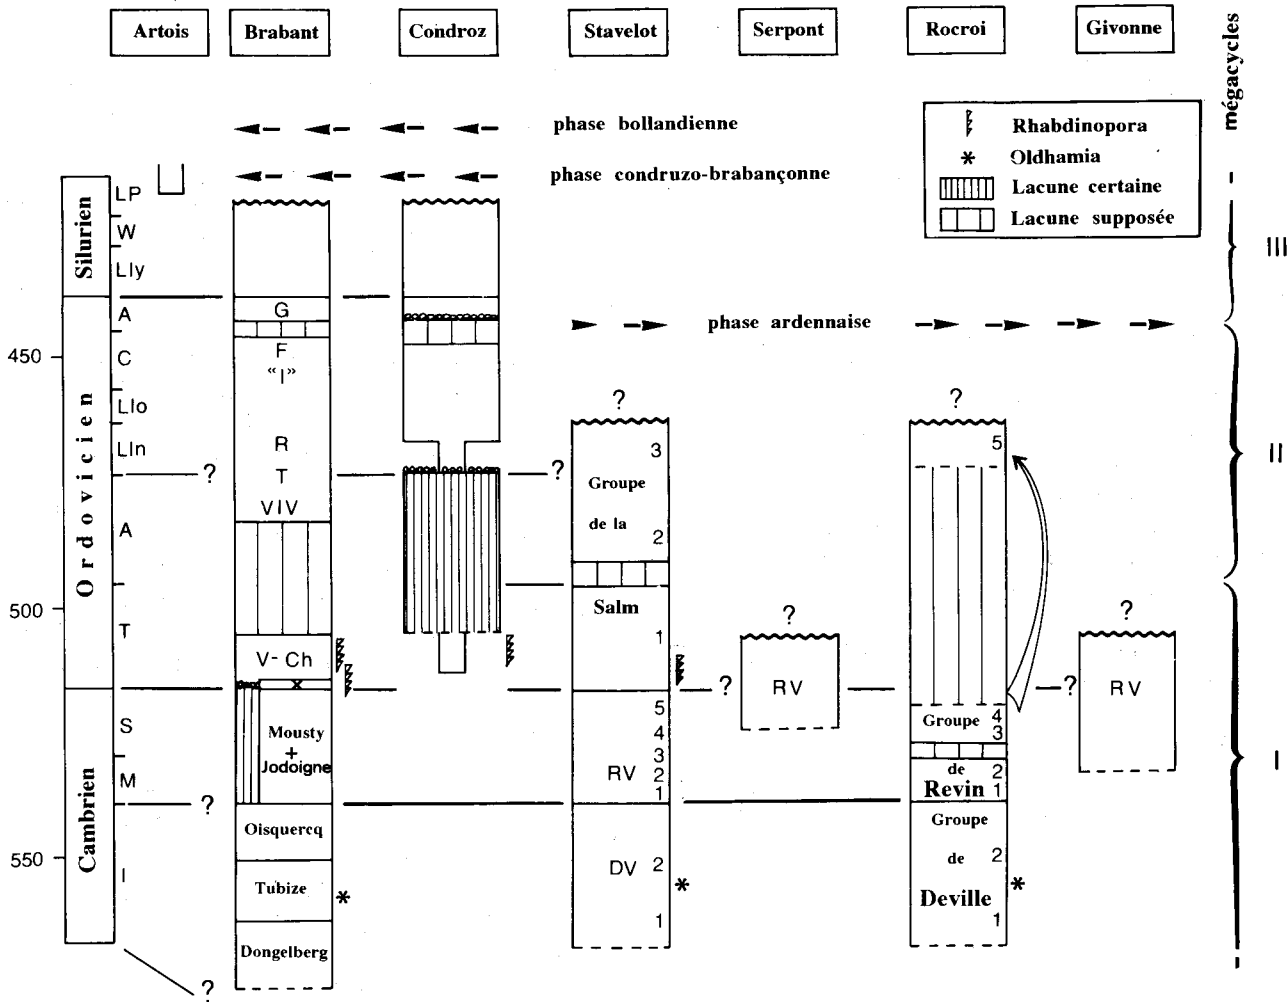 Artois
Brabant
Condroz
Stavelot
Serpont
Rocroi
Givonne
mégacycles
phase bollandienne
phase condruzo-brabançonne
Rhabdinopora
* Oldhamia
Lacune certaine
Lacune supposée
phase ardennaise
Silurien
Ordovicien
Cambrien
450
500
550
LP
W
Lly
A
C
Llo
Lln
A
T
S
M
I
?
?
?
G
F
“I”
R
T
VIV
V-Ch
x
Mousty
+
Jodoigne
Oisquercq
Tubize
*
Dongelberg
?
?
3
Groupe
de la
2
Salm
1
5
4
3
RV 2
1
DV 2
*
1
?
?
RV
?
5
Groupe 4
3
de 2
Revin 1
Groupe
de 2
Deville
*
1
?
?
RV
III
II
I